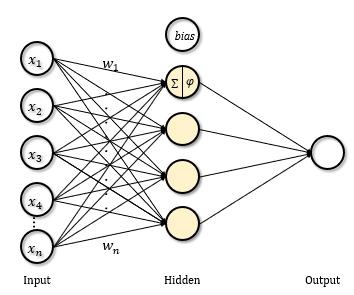 bias
x1
w1
Σ φ
x2
x3
x4
xn
wn
Input Hidden Output